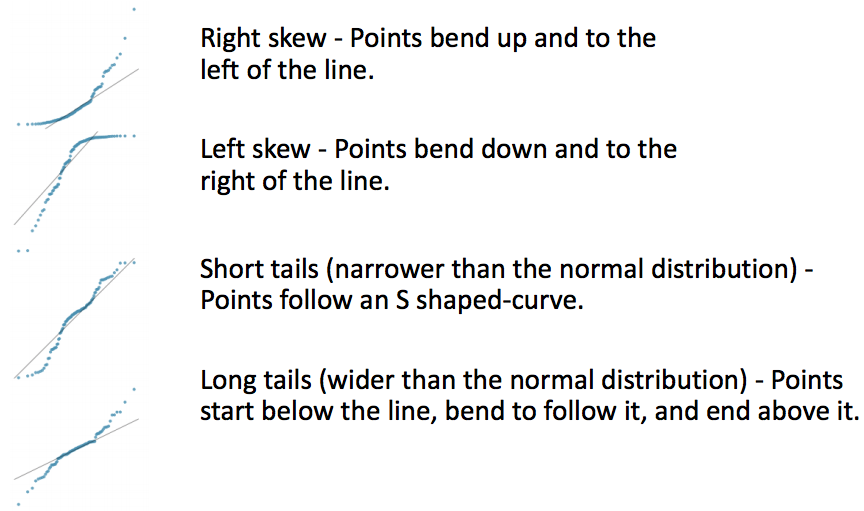 Right skew - Points bend up and to the
left of the line.
Left skew - Points bend down and to the
right of the line.
Short tails (narrower than the normal distribution) -
Points follow an S shaped-curve.
Long tails (wider than the normal distribution) - Points
start below the line, bend to follow it, and end above it.